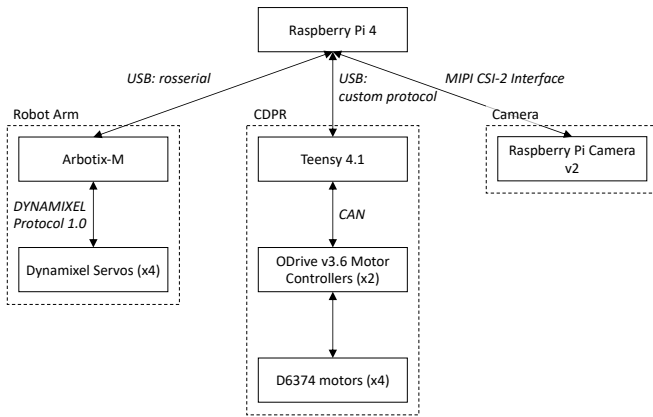 Raspberry Pi 4
USB: rosserial
USB:
custom protocol
MIPI CSI-2 Interface
Robot Arm
CDPR
Camera
Arbotix-M
Teensy 4.1
Raspberry Pi Camera
v2
DYNAMIXEL
Protocol 1.0
CAN
Dynamixel Servos (x4)
ODrive v3.6 Motor
Controllers (x2)
D6374 motors (x4)